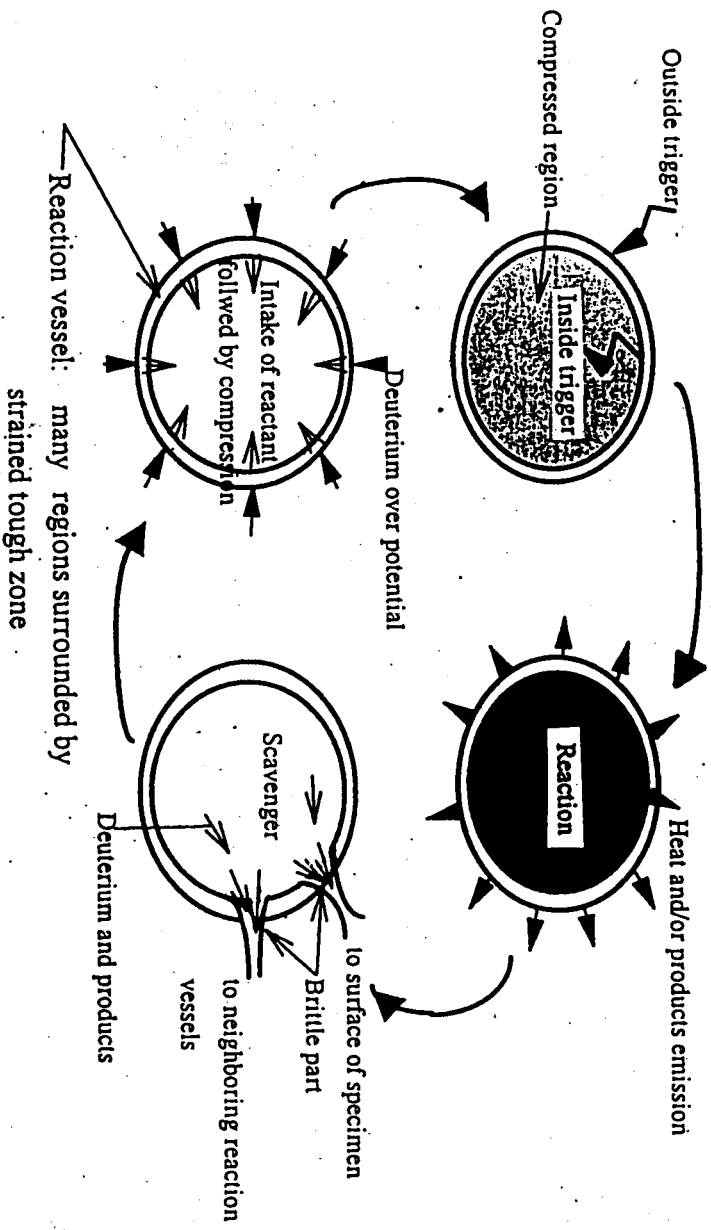 Outside trigger
Compressed region
Inside trigger
Heat and/or products emission
Reaction
Deuterium over potential
Intake of reactant
follwed by compression
Reaction vessel: many regions surrounded by
strained tough zone
to surface of specimen
Brittle part
to neighboring reaction
vessels
Scavenger
Deuterium and products